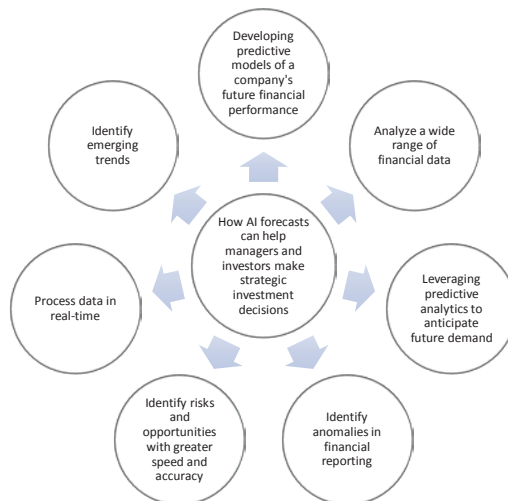 Developing
predictive
models of a
company's
future financial
performance
Analyze a wide
range of
financial data
Leveraging
predictive
analytics to
anticipate
future demand
Identify
anomalies in
financial
reporting
Identify risks
and
opportunities
with greater
speed and
accuracy
Process data in
real-time
Identify
emerging
trends
How AI forecasts
can help
managers and
investors make
strategic
investment
decisions